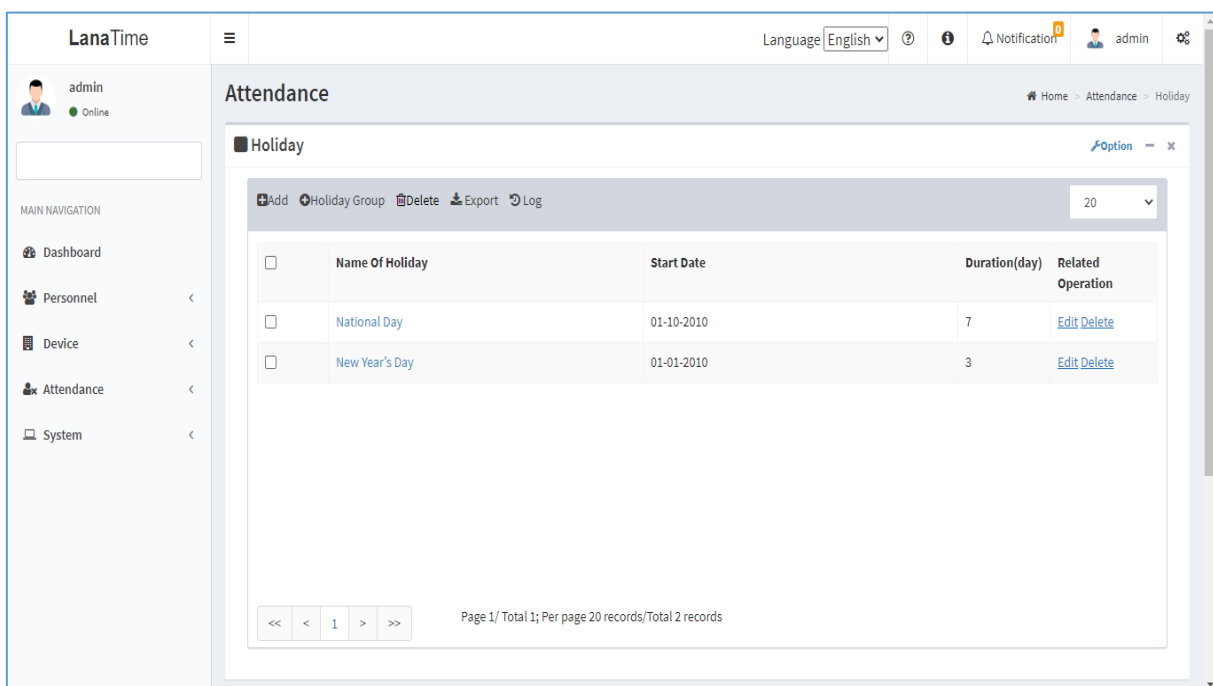 LanaTime
Language English
0
Notification
admin
admin
Online
Attendance
Home > Attendance > Holiday
Holiday
Option
MAIN NAVIGATION
Dashboard
Personnel
Device
Attendance
System
Add Holiday Group Delete Export Log
20
Name Of Holiday Start Date Duration(day) Related Operation
National Day 01-10-2010 7 Edit Delete
New Year's Day 01-01-2010 3 Edit Delete
<< < 1 > >>
Page 1/ Total 1; Per page 20 records/Total 2 records